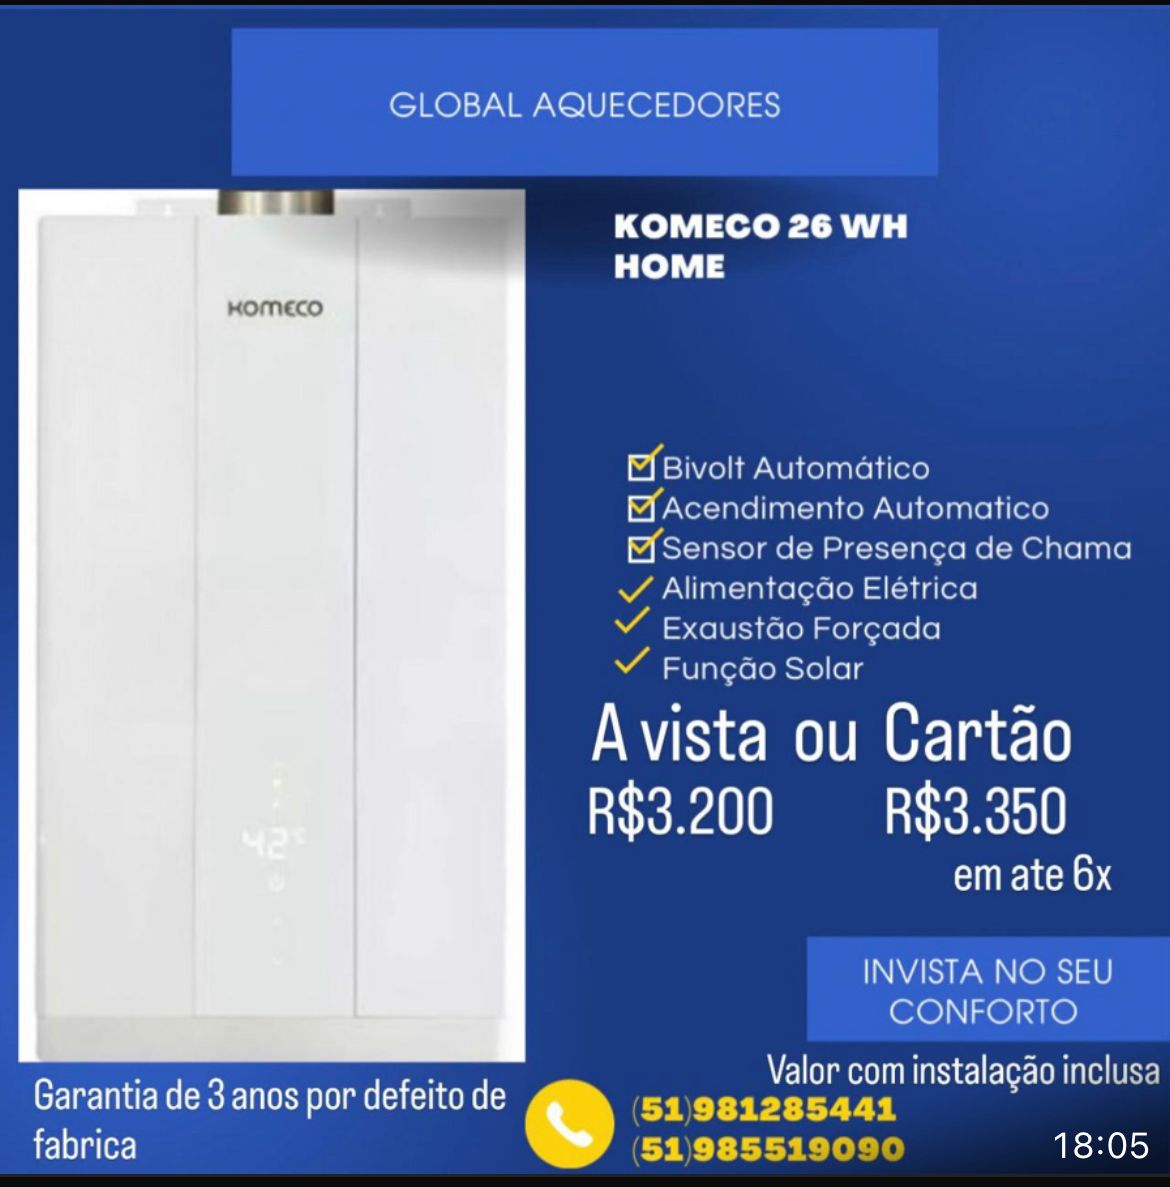 GLOBAL AQUECEDORES
KOMECO 26 WH
HOME
KOMECO
Bivolt Automático
Acendimento Automatico
Sensor de Presença de Chama
Alimentação Elétrica
Exaustão Forçada
Função Solar
A vista ou Cartão
R$3.200 R$3.350
em ate 6x
42°C
INVISTA NO SEU
CONFORTO
Valor com instalação inclusa
Garantia de 3 anos por defeito de
fabrica
(51)981285441
(51)985519090
18:05